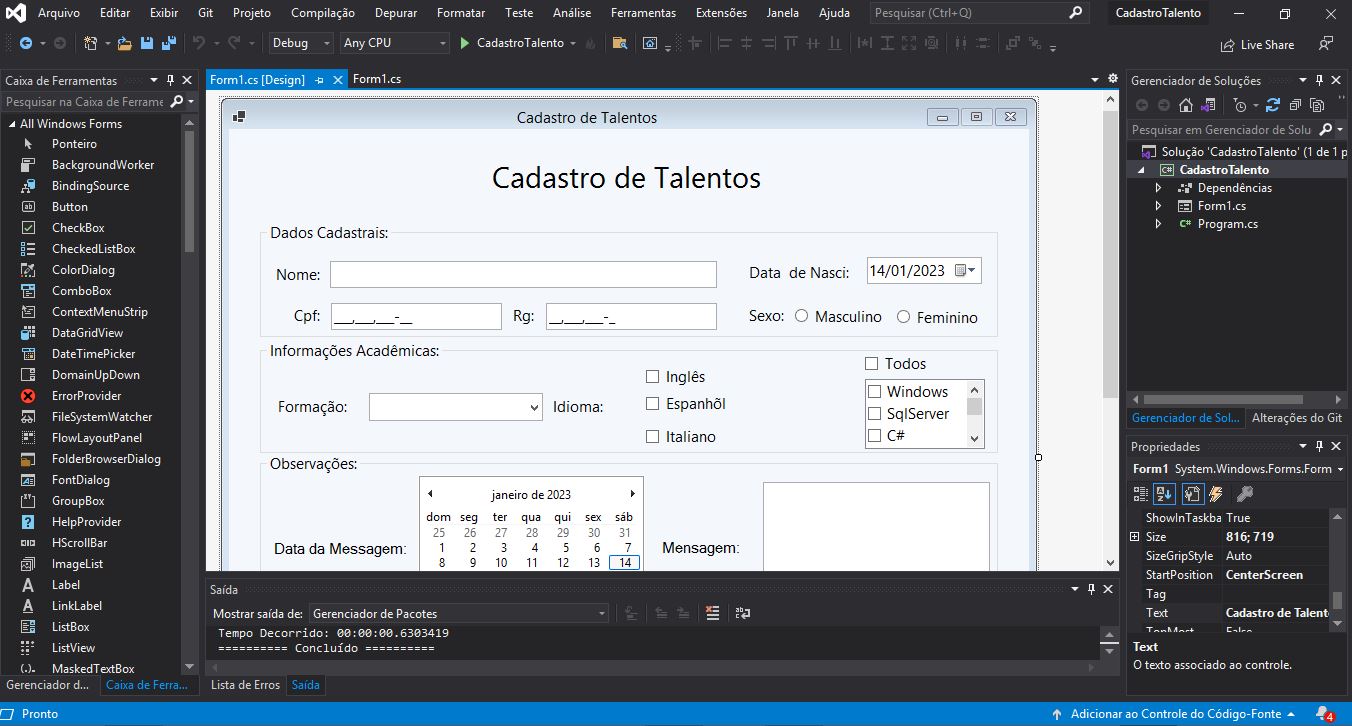 Arquivo Editar Exibir Git Projeto Compilação Depurar Formatar Teste Análise Ferramentas Extensões Janela Ajuda Pesquisar (Ctrl+Q) CadastroTalento
Debug Any CPU CadastroTalento Live Share
Caixa de Ferramentas
Pesquisar na Caixa de Ferrame
All Windows Forms
Ponteiro
BackgroundWorker
BindingSource
Button
CheckBox
CheckedListBox
ColorDialog
ComboBox
ContextMenuStrip
DataGridView
DateTimePicker
DomainUpDown
ErrorProvider
FileSystemWatcher
FlowLayoutPanel
FolderBrowserDialog
FontDialog
GroupBox
HelpProvider
HScrollBar
ImageList
Label
LinkLabel
ListBox
ListView
MaskedTextBox
Gerenciador d... Caixa de Ferra...
Form1.cs [Design] Form1.cs
Cadastro de Talentos
Cadastro de Talentos
Dados Cadastrais:
Nome: Data de Nasci: 14/01/2023
Cpf: ___,___,___-__ Rg: __,___,___-_ Sexo: Masculino Feminino
Informações Acadêmicas:
Formação: Idioma:
Inglês
Espanhõl
Italiano
Todos
Windows
SqlServer
C#
Observações:
Data da Mensagem:
janeiro de 2023
dom seg ter qua qui sex sáb
25 26 27 28 29 30 31
1 2 3 4 5 6 7
8 9 10 11 12 13 14
Mensagem:
Saída
Mostrar saída de: Gerenciador de Pacotes
Tempo Decorrido: 00:00:00.6303419
========== Concluído ==========
Lista de Erros Saída
Gerenciador de Soluções
Pesquisar em Gerenciador de Solu
Solução 'CadastroTalento' (1 de 1 p
C# CadastroTalento
Dependências
Form1.cs
C# Program.cs
Gerenciador de Sol... Alterações do Git
Propriedades
Form1 System.Windows.Forms.Form
ShowInTaskba True
Size 816; 719
SizeGripStyle Auto
StartPosition CenterScreen
Tag
Text Cadastro de Talent
TopMost False
Text
O texto associado ao controle.
Pronto Adicionar ao Controle do Código-Fonte 4